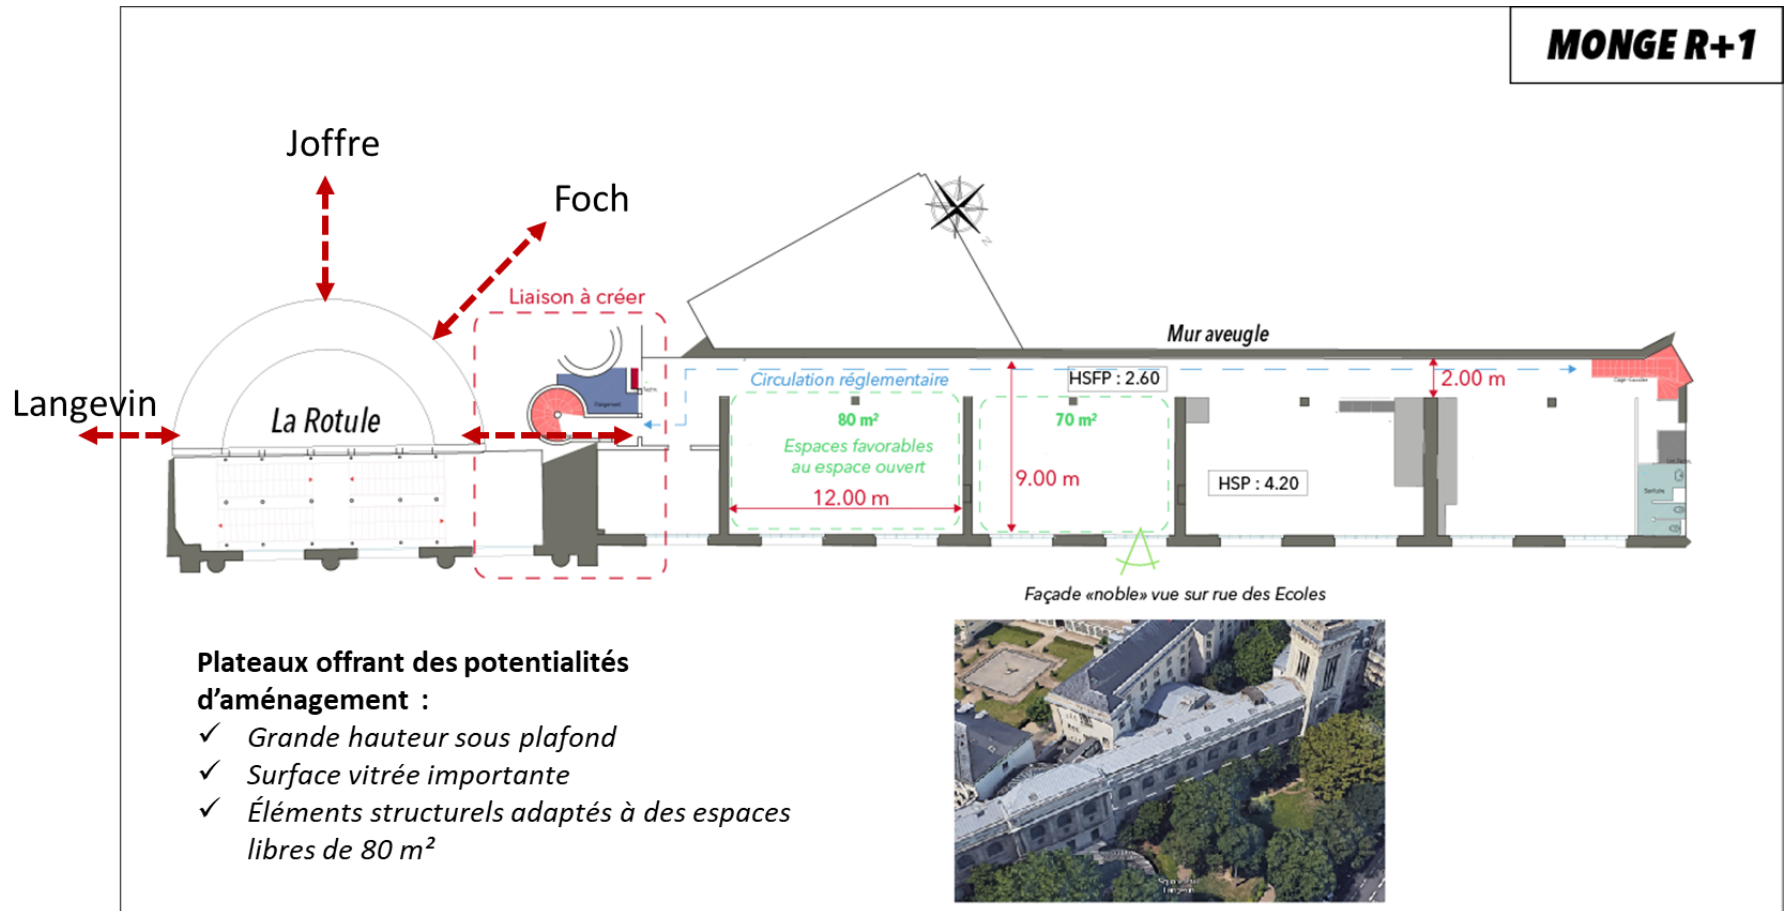 MONGE R+1
Joffre
Foch
Liaison à créer
Mur aveugle
Langevin
La Rotule
Circulation réglementaire
HSFP : 2.60
2.00 m
80 m²
70 m²
Espaces favorables
au espace ouvert
12.00 m
9.00 m
HSP : 4.20
N
Façade «noble» vue sur rue des Ecoles
Plateaux offrant des potentialités
d’aménagement :
✓ Grande hauteur sous plafond
✓ Surface vitrée importante
✓ Éléments structurels adaptés à des espaces
libres de 80 m²
Langevin